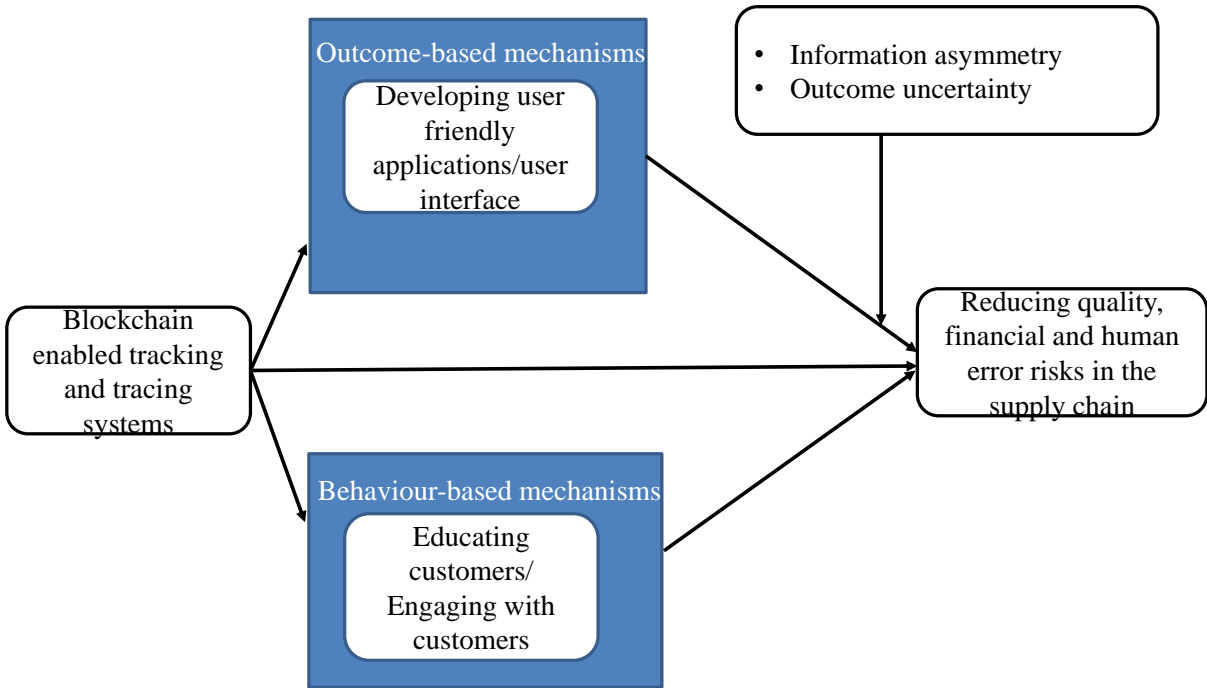 Outcome-based mechanisms
Developing user
friendly
applications/user
interface
• Information asymmetry
• Outcome uncertainty
Blockchain
enabled tracking
and tracing
systems
Reducing quality,
financial and human
error risks in the
supply chain
Behaviour-based mechanisms
Educating
customers/
Engaging with
customers